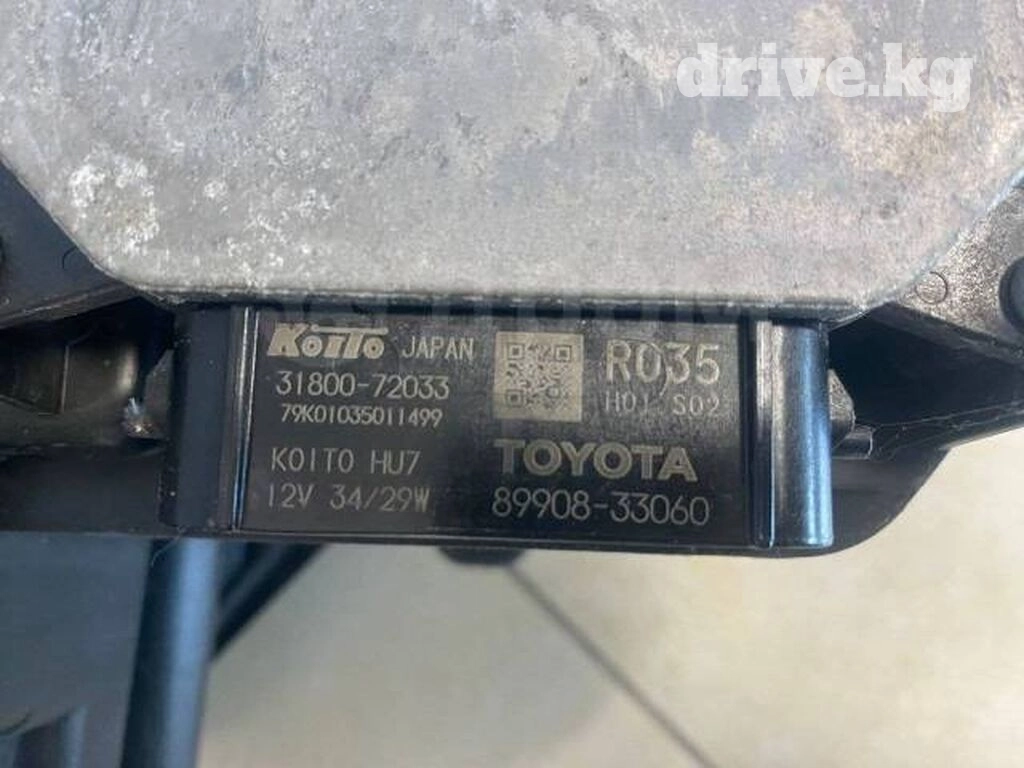 drive.kg
Koito JAPAN
31800-72033
79K01035011499
KOITO HU7
12V 34/29W
R035
H01 S02
TOYOTA
89908-33060